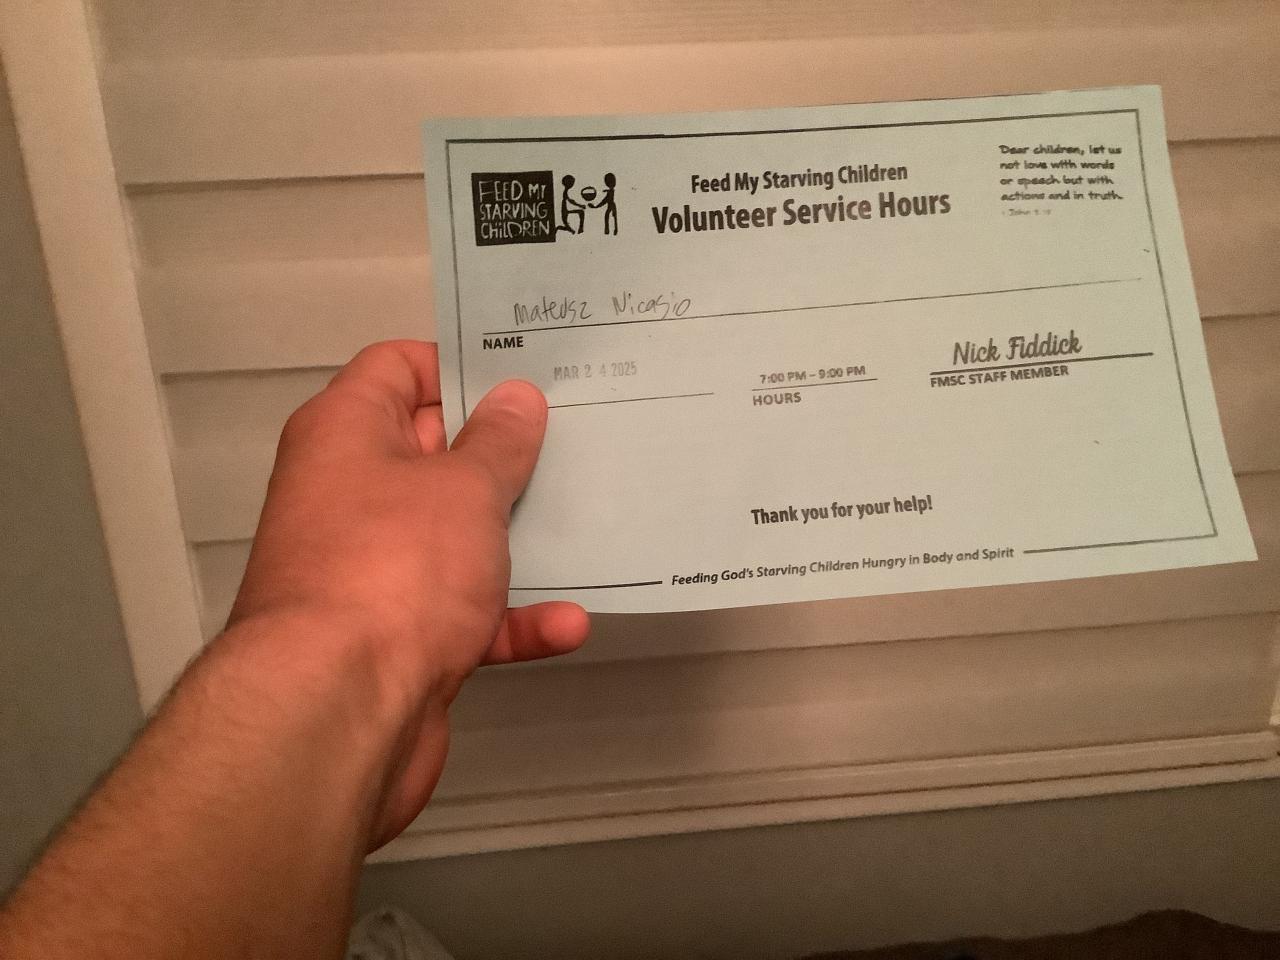 FEED MY
STARVING
CHILDREN
Feed My Starving Children
Volunteer Service Hours
Dear children, let us
not love with words
or speech but with
actions and in truth.
John
Mateusz Nicasio
NAME
MAR 2 4 2025
7:00 PM – 9:00 PM
HOURS
Nick Fiddick
FMSC STAFF MEMBER
Thank you for your help!
Feeding God's Starving Children Hungry in Body and Spirit